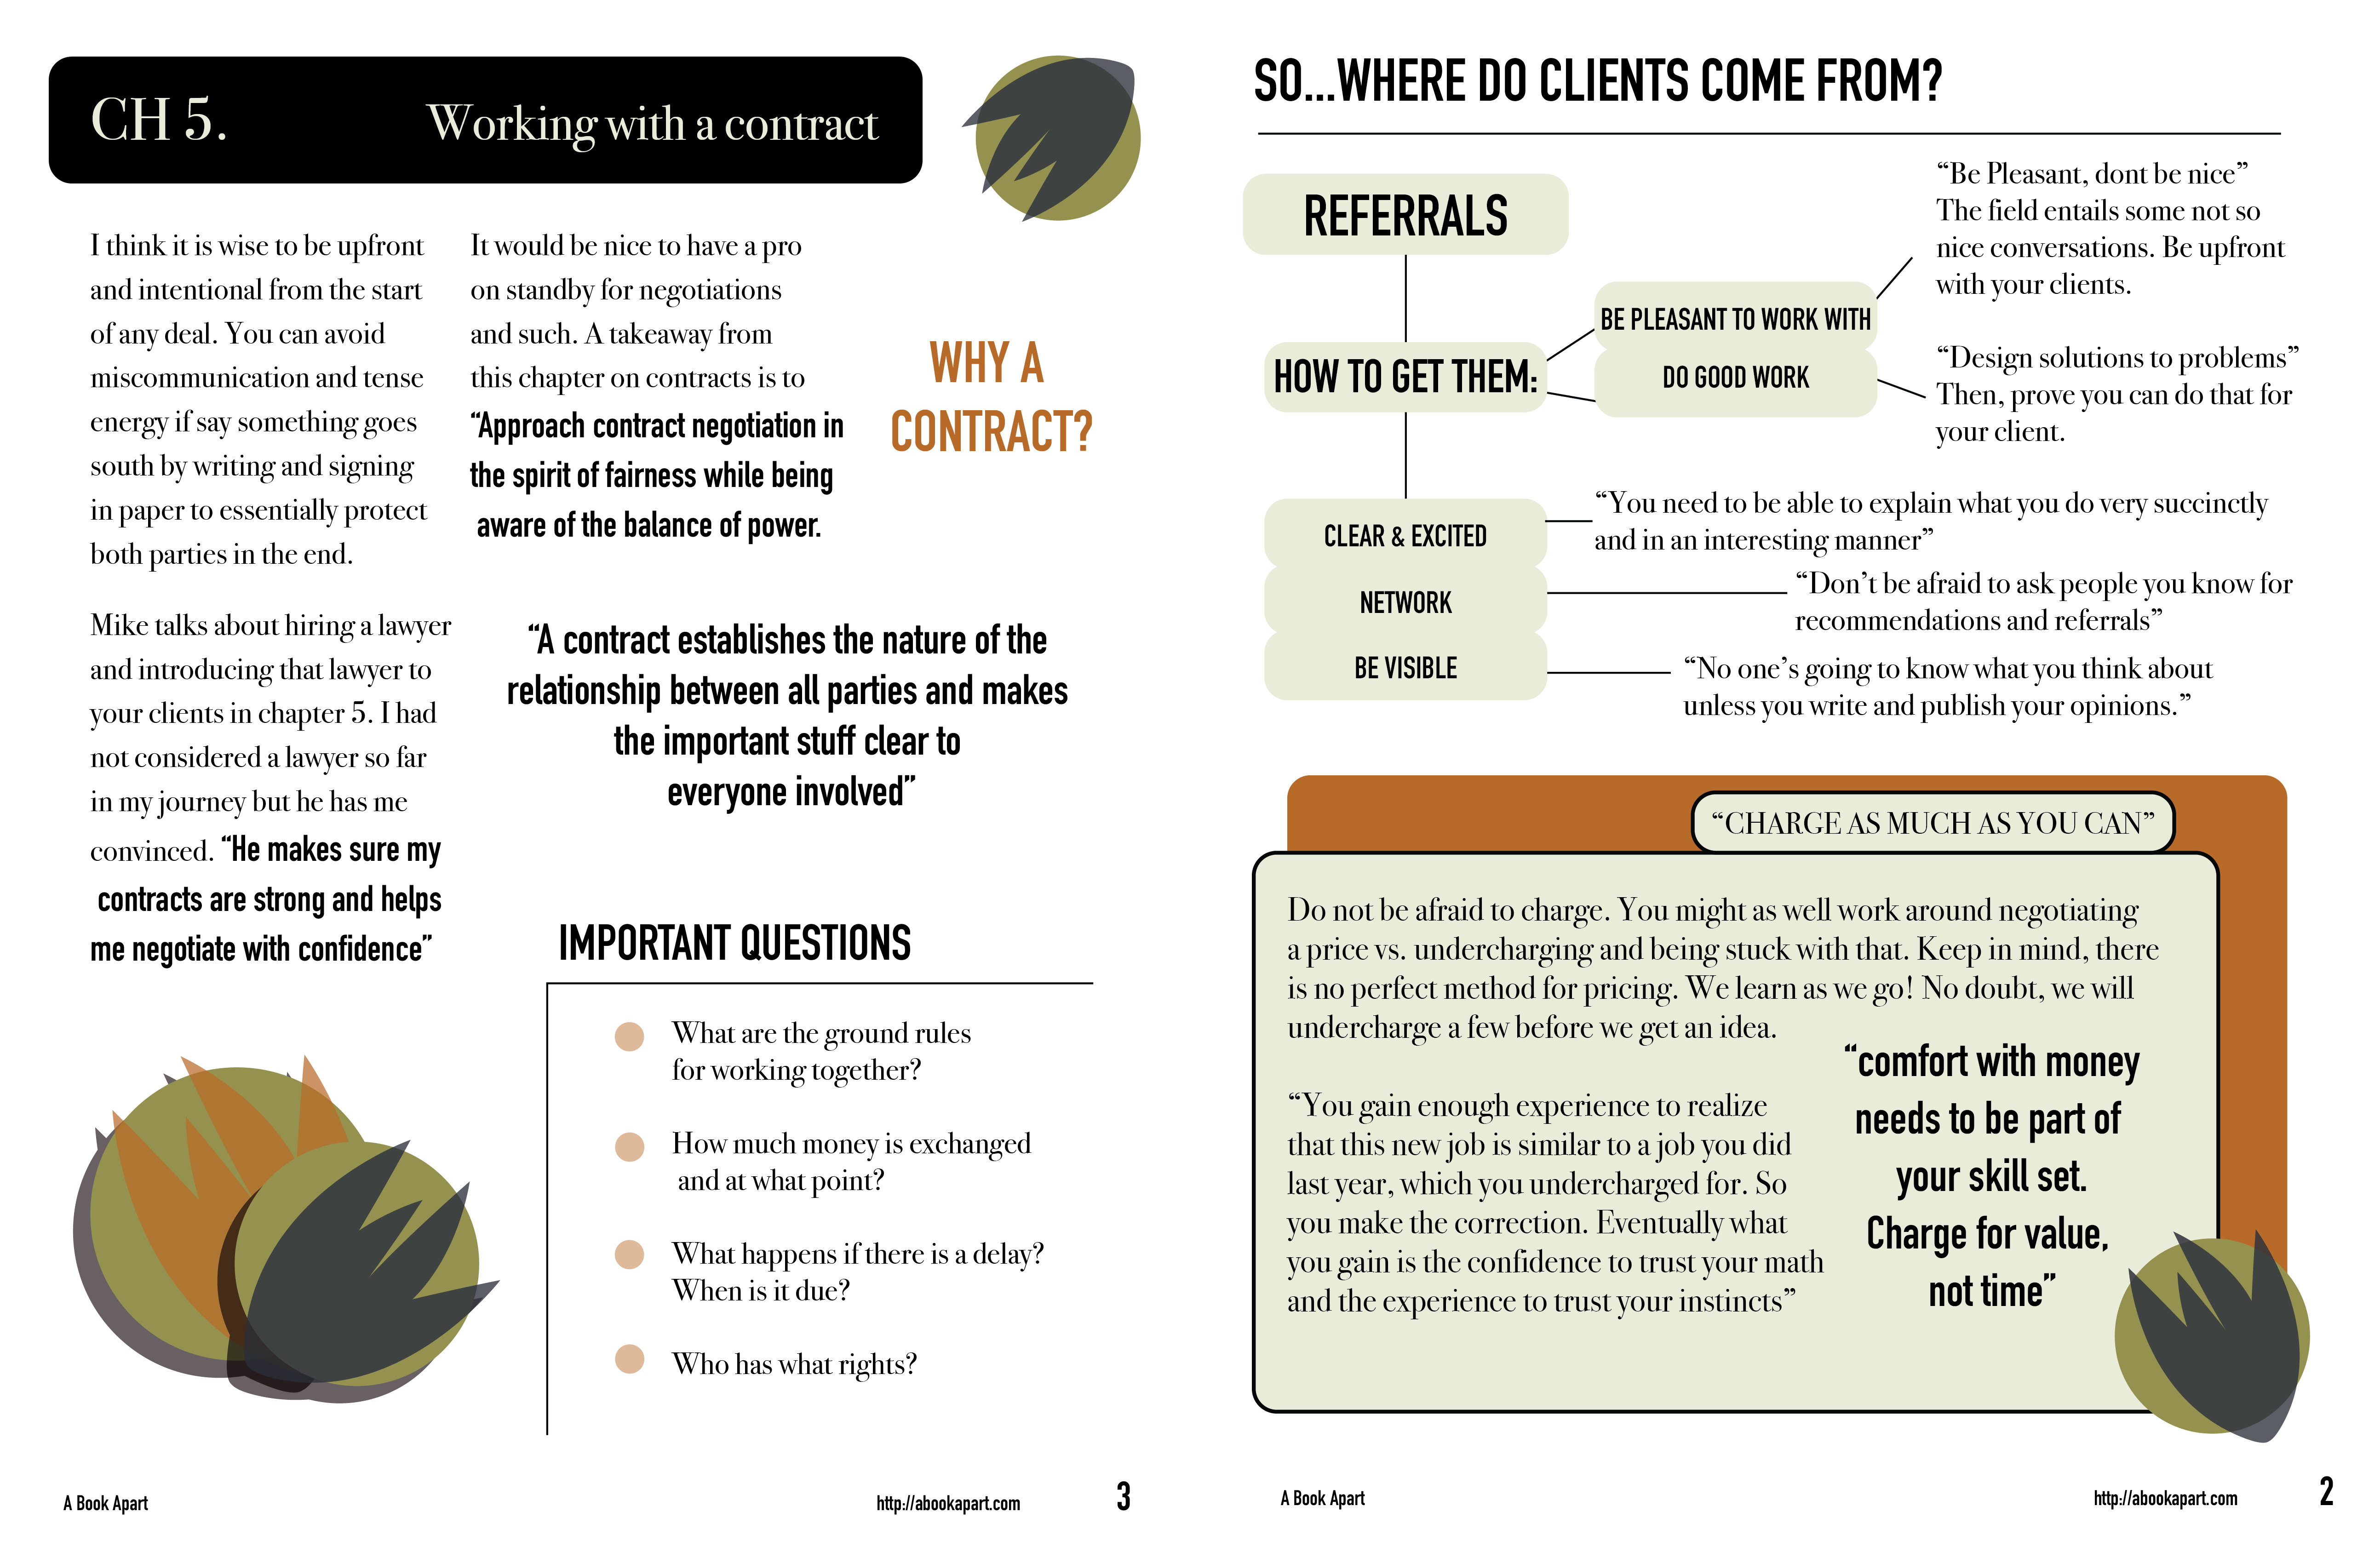 CH 5.
Working with a contract
I think it is wise to be upfront
and intentional from the start
of any deal. You can avoid
miscommunication and tense
energy if say something goes
south by writing and signing
in paper to essentially protect
both parties in the end.
Mike talks about hiring a lawyer
and introducing that lawyer to
your clients in chapter 5. I had
not considered a lawyer so far
in my journey but he has me
convinced. “He makes sure my
contracts are strong and helps
me negotiate with confidence”
It would be nice to have a pro
on standby for negotiations
and such. A takeaway from
this chapter on contracts is to
“Approach contract negotiation in
the spirit of fairness while being
aware of the balance of power.
WHY A
CONTRACT?
“A contract establishes the nature of the
relationship between all parties and makes
the important stuff clear to
everyone involved”
IMPORTANT QUESTIONS
What are the ground rules
for working together?
How much money is exchanged
and at what point?
What happens if there is a delay?
When is it due?
Who has what rights?
A Book Apart
http://abookapart.com
3
SO...WHERE DO CLIENTS COME FROM?
REFERRALS
HOW TO GET THEM:
BE PLEASANT TO WORK WITH
DO GOOD WORK
“Be Pleasant, dont be nice”
The field entails some not so
nice conversations. Be upfront
with your clients.
“Design solutions to problems”
Then, prove you can do that for
your client.
CLEAR & EXCITED
“You need to be able to explain what you do very succinctly
and in an interesting manner”
NETWORK
“Don’t be afraid to ask people you know for
recommendations and referrals”
BE VISIBLE
“No one’s going to know what you think about
unless you write and publish your opinions.”
“CHARGE AS MUCH AS YOU CAN”
Do not be afraid to charge. You might as well work around negotiating
a price vs. undercharging and being stuck with that. Keep in mind, there
is no perfect method for pricing. We learn as we go! No doubt, we will
undercharge a few before we get an idea.
“You gain enough experience to realize
that this new job is similar to a job you did
last year, which you undercharged for. So
you make the correction. Eventually what
you gain is the confidence to trust your math
and the experience to trust your instincts”
“comfort with money
needs to be part of
your skill set.
Charge for value,
not time”
A Book Apart
http://abookapart.com
2